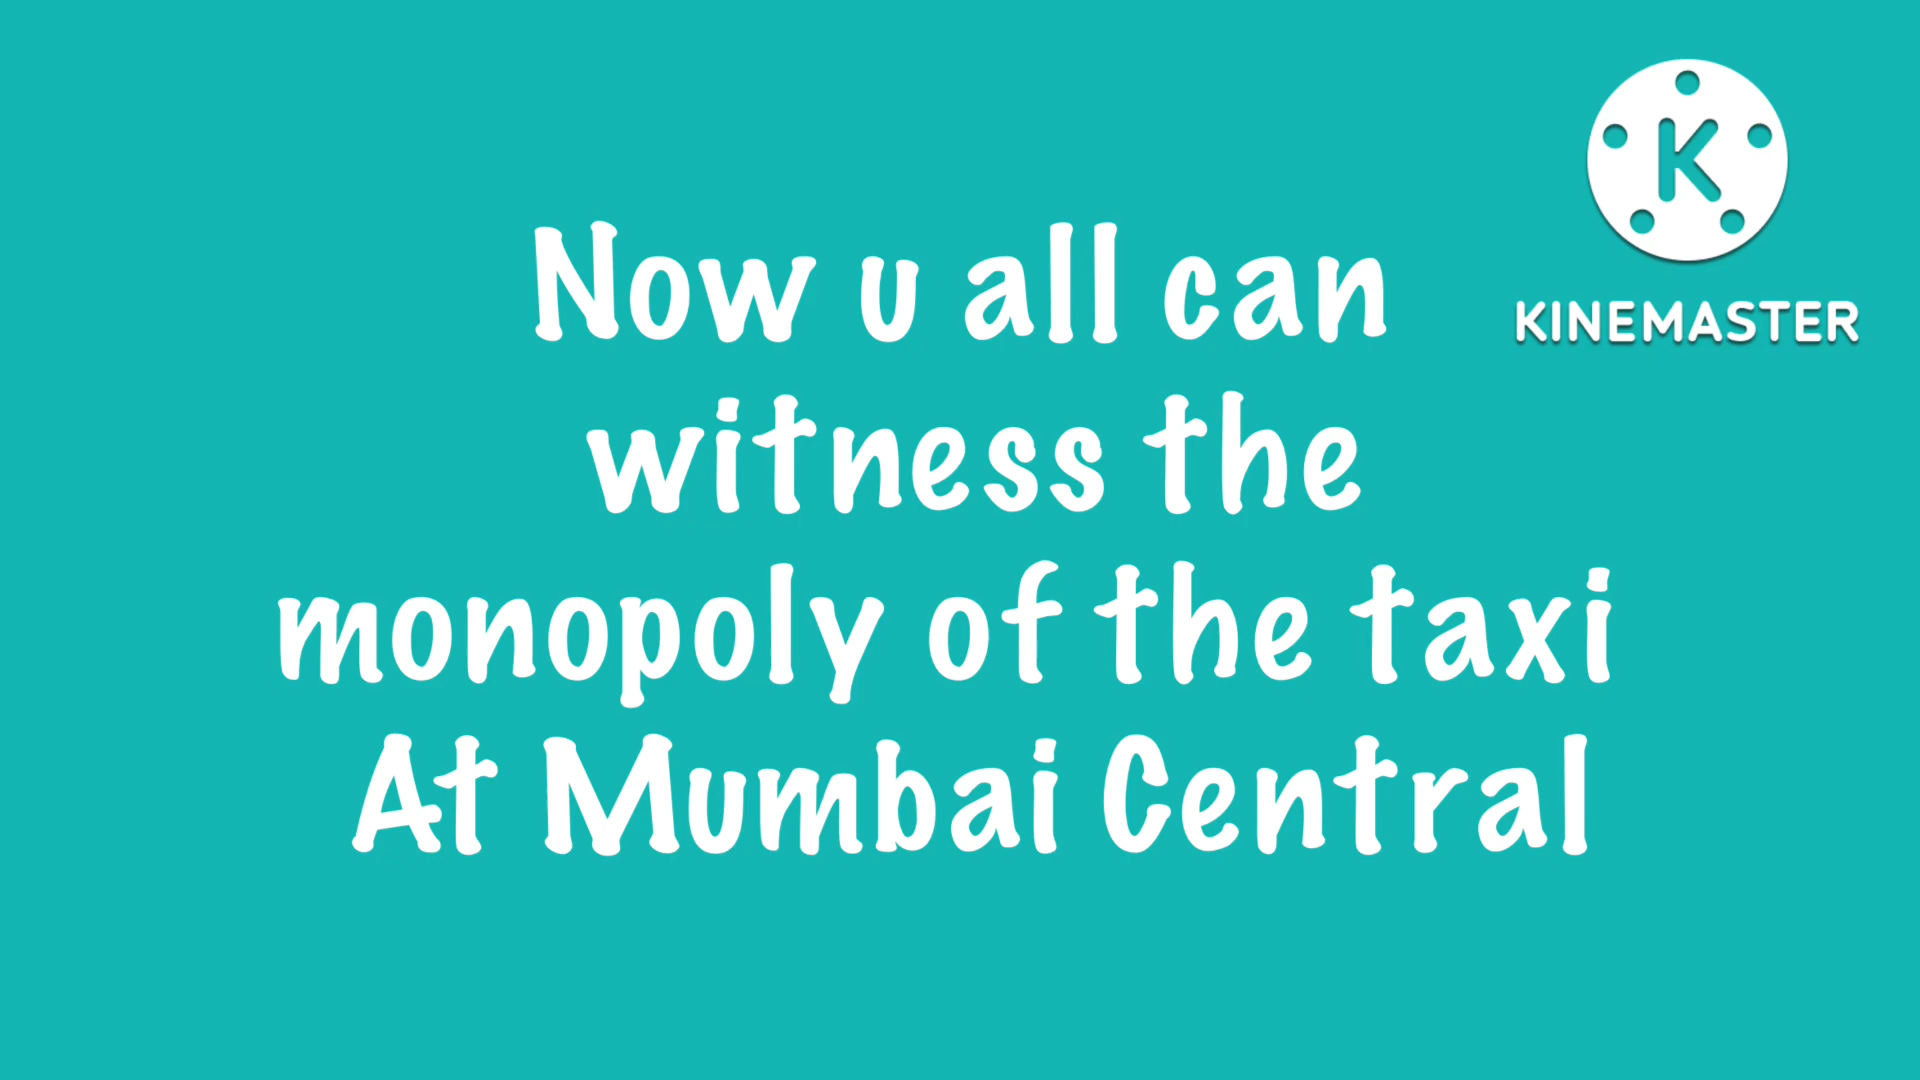 K
KINEMASTER
Now u all can
witness the
monopoly of the taxi
At Mumbai Central